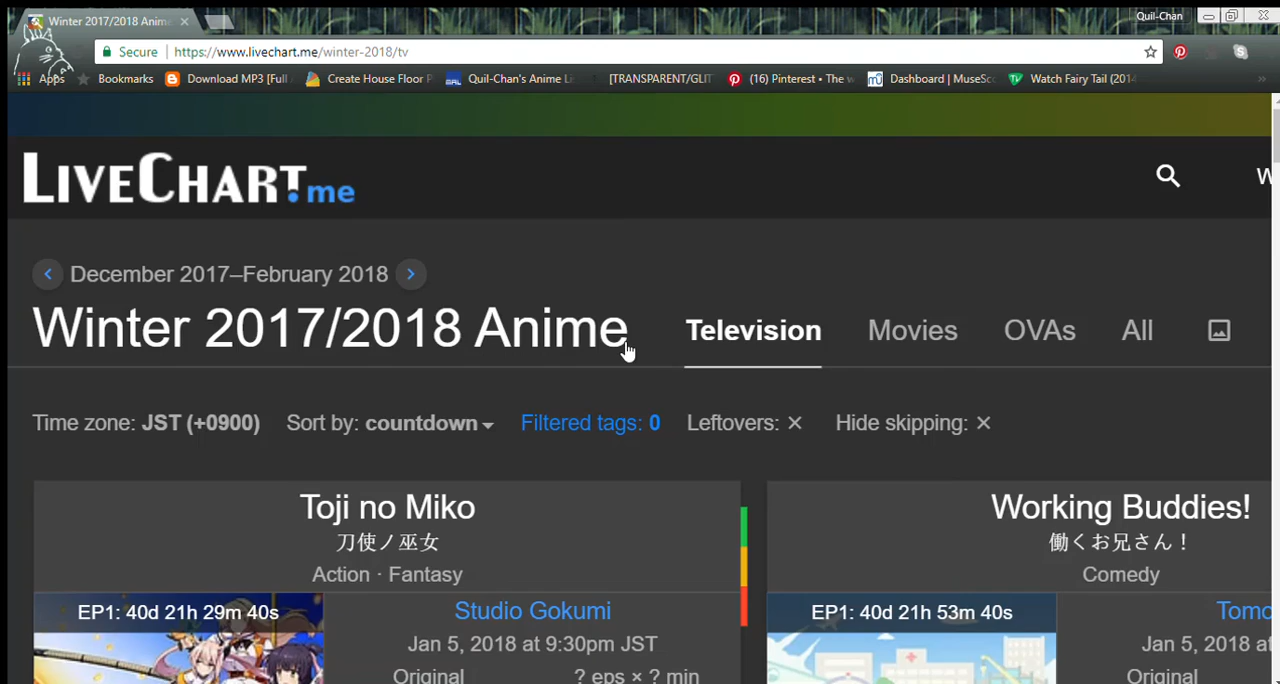 Winter 2017/2018 Anim
Quil-Chan
Secure https://www.livechart.me/winter-2018/tv
Apps Bookmarks Download MP3 [Full Create House Floor P Quil-Chan's Anime Li [TRANSPARENT/GLIT (16) Pinterest • The w Dashboard | MuseSc Watch Fairy Tail (201
LIVECHART.me
W
December 2017–February 2018
Winter 2017/2018 Anime Television Movies OVAs All
Time zone: JST (+0900) Sort by: countdown Filtered tags: 0 Leftovers: × Hide skipping: ×
Toji no Miko
刀使ノ巫女
Action · Fantasy
EP1: 40d 21h 29m 40s
Studio Gokumi
Jan 5, 2018 at 9:30pm JST
Original ? eps × ? min
Working Buddies!
働くお兄さん！
Comedy
EP1: 40d 21h 53m 40s
Tomo
Jan 5, 2018 at
Original